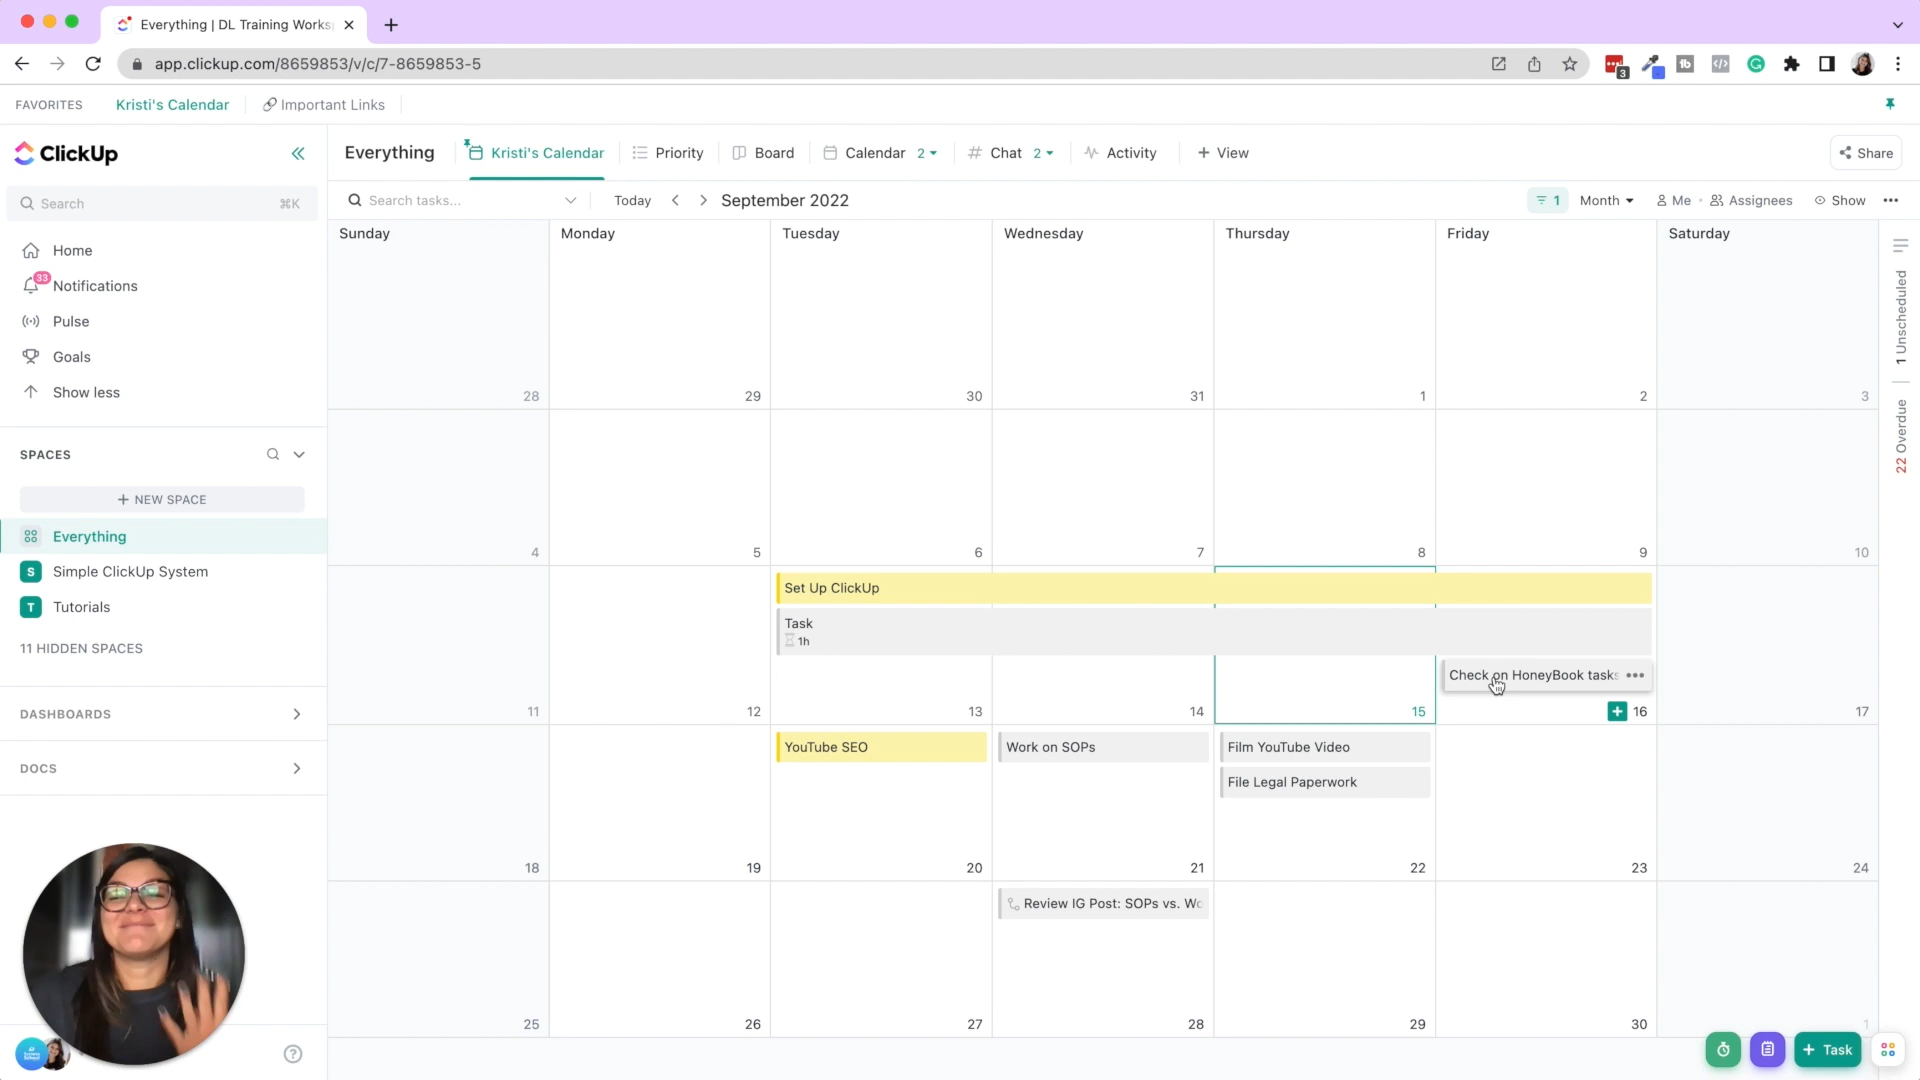 Everything | DL Training Works
app.clickup.com/8659853/v/c/7-8659853-5
3
FAVORITES Kristi's Calendar Important Links
ClickUp
Search ⌘K
Home
33
Notifications
Pulse
Goals
Show less
SPACES
+ NEW SPACE
Everything
S Simple ClickUp System
T Tutorials
11 HIDDEN SPACES
DASHBOARDS
DOCS
Everything Kristi's Calendar Priority Board Calendar 2 Chat 2 Activity + View Share
Search tasks... Today September 2022 1 Month Me Assignees Show
Sunday Monday Tuesday Wednesday Thursday Friday Saturday
28 29 30 31 1 2 3
4 5 6 7 8 9 10
Set Up ClickUp
Task
1h
Check on HoneyBook tasks
11 12 13 14 15 16 17
YouTube SEO Work on SOPs Film YouTube Video
File Legal Paperwork
18 19 20 21 22 23 24
Review IG Post: SOPs vs. Wo
25 26 27 28 29 30 1
1 Unscheduled
22 Overdue
+ Task